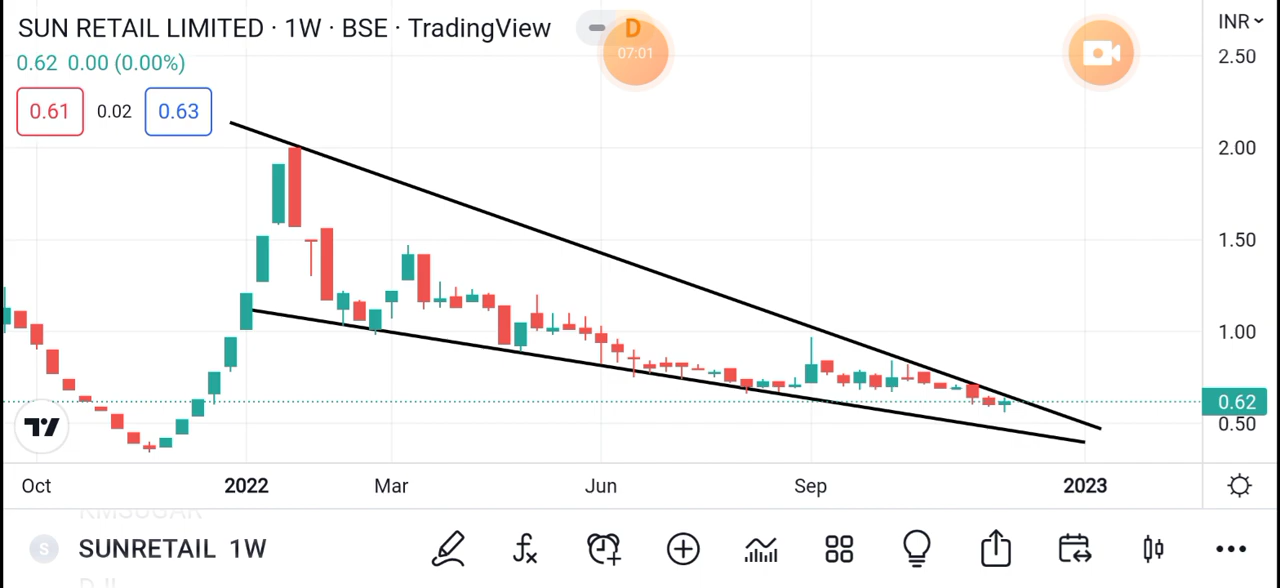 SUN RETAIL LIMITED · 1W · BSE · TradingView
D
07:01
INR
0.62 0.00 (0.00%)
0.61 0.02 0.63
2.50
2.00
1.50
1.00
0.62
0.50
Oct 2022 Mar Jun Sep 2023
KMSUGAR
S SUNRETAIL 1W